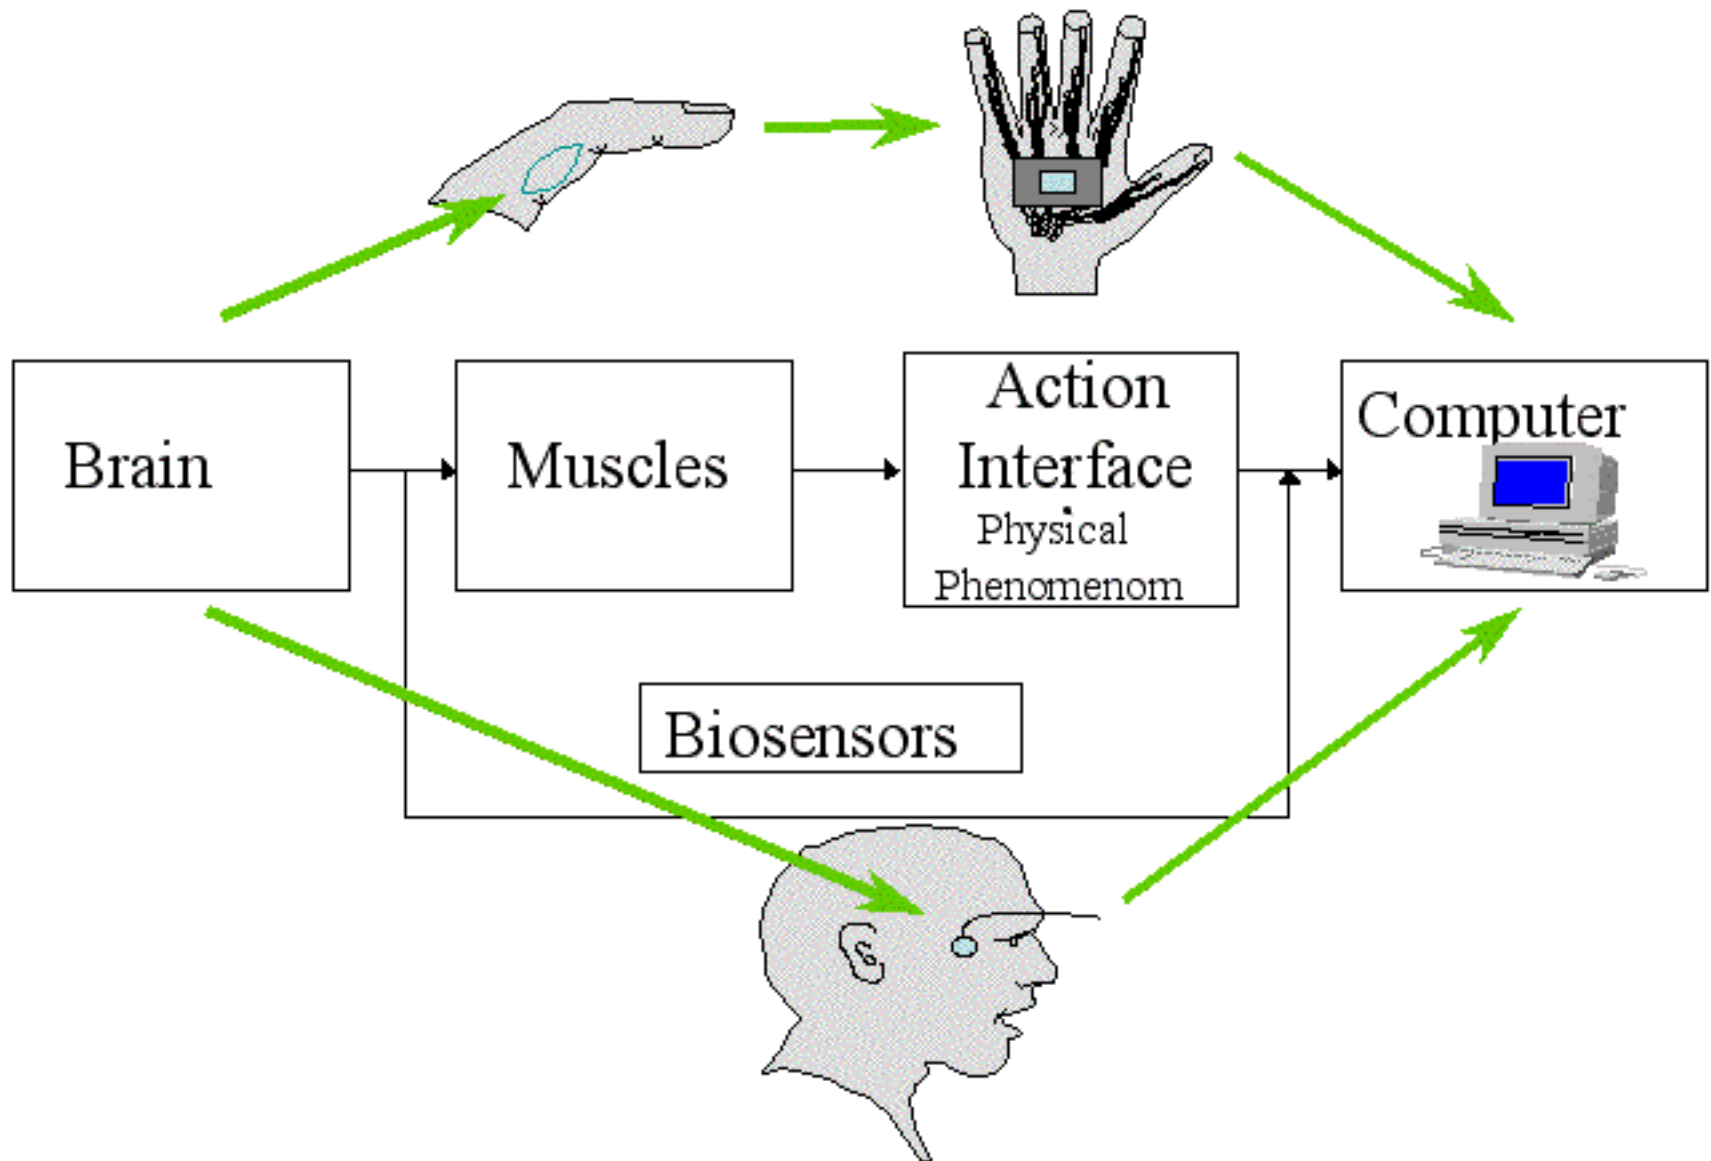 Brain
Muscles
Action
Interface
Physical
Phenomenom
Computer
Biosensors